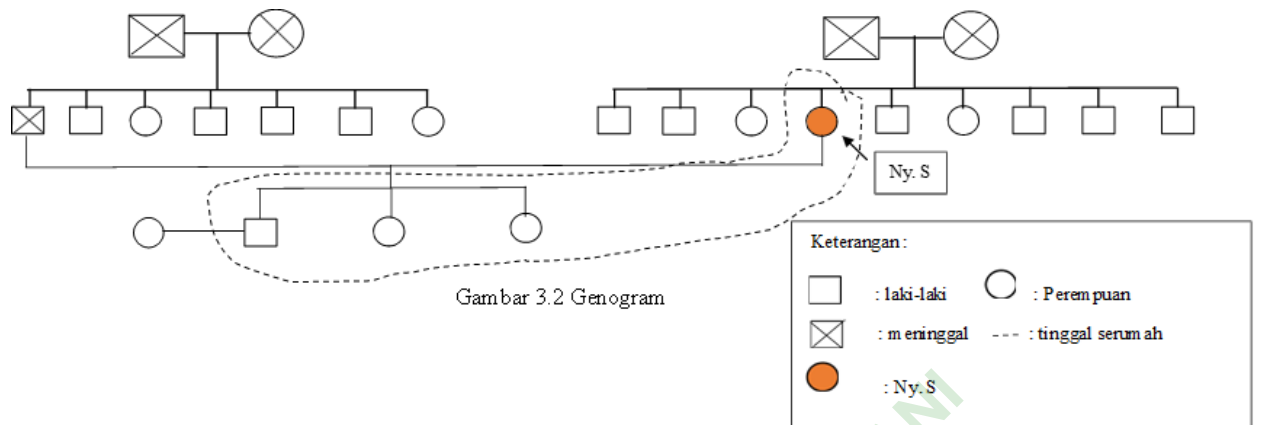 Ny. S
Gambar 3.2 Genogram
Keterangan :
: laki-laki : Perempuan
: meninggal : tinggal serumah
: Ny. S